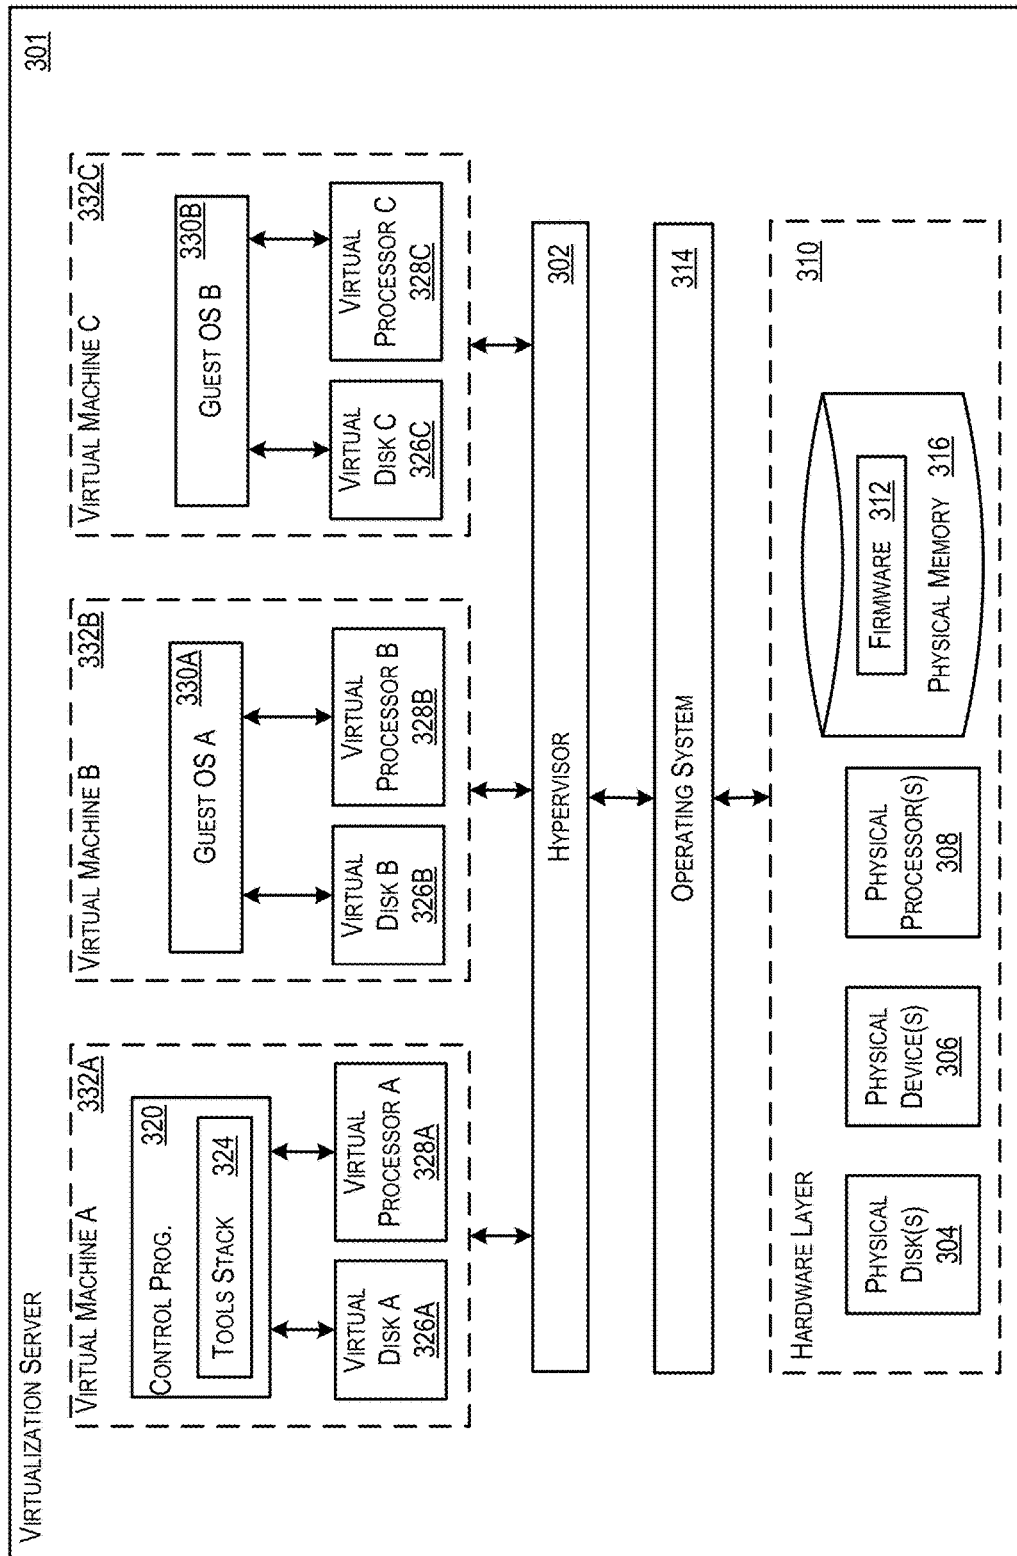 VIRTUALIZATION SERVER
301
VIRTUAL MACHINE A
332A
CONTROL PROG.
320
TOOLS STACK
324
VIRTUAL
DISK A
326A
VIRTUAL
PROCESSOR A
328A
VIRTUAL MACHINE B
332B
GUEST OS A
330A
VIRTUAL
DISK B
326B
VIRTUAL
PROCESSOR B
328B
VIRTUAL MACHINE C
332C
GUEST OS B
330B
VIRTUAL
DISK C
326C
VIRTUAL
PROCESSOR C
328C
HYPERVISOR
302
OPERATING SYSTEM
314
HARDWARE LAYER
310
PHYSICAL
DISK(S)
304
PHYSICAL
DEVICE(S)
306
PHYSICAL
PROCESSOR(S)
308
FIRMWARE 312
PHYSICAL MEMORY 316